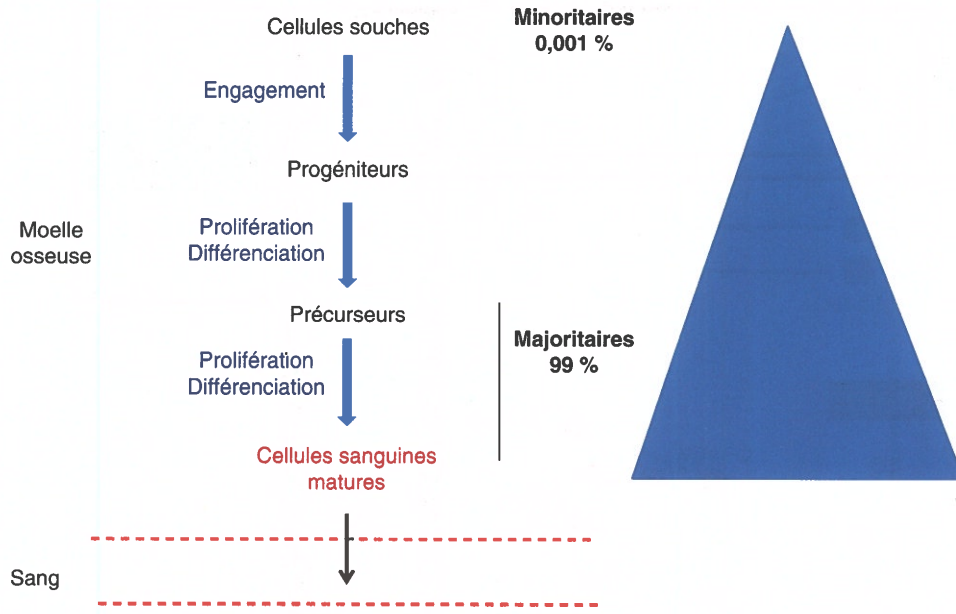 Cellules souches
Minoritaires
0,001 %
Engagement
Progéniteurs
Moelle
osseuse
Prolifération
Différenciation
Précurseurs
Majoritaires
99 %
Prolifération
Différenciation
Cellules sanguines
matures
Sang